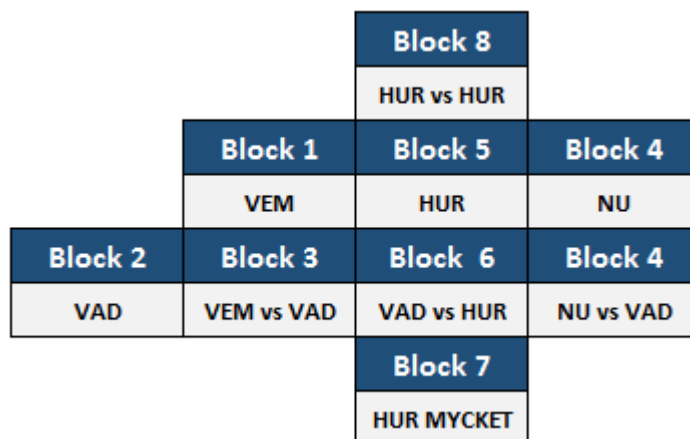 Block 8
HUR vs HUR
Block 1 Block 5 Block 4
VEM HUR NU
Block 2 Block 3 Block 6 Block 4
VAD VEM vs VAD VAD vs HUR NU vs VAD
Block 7
HUR MYCKET